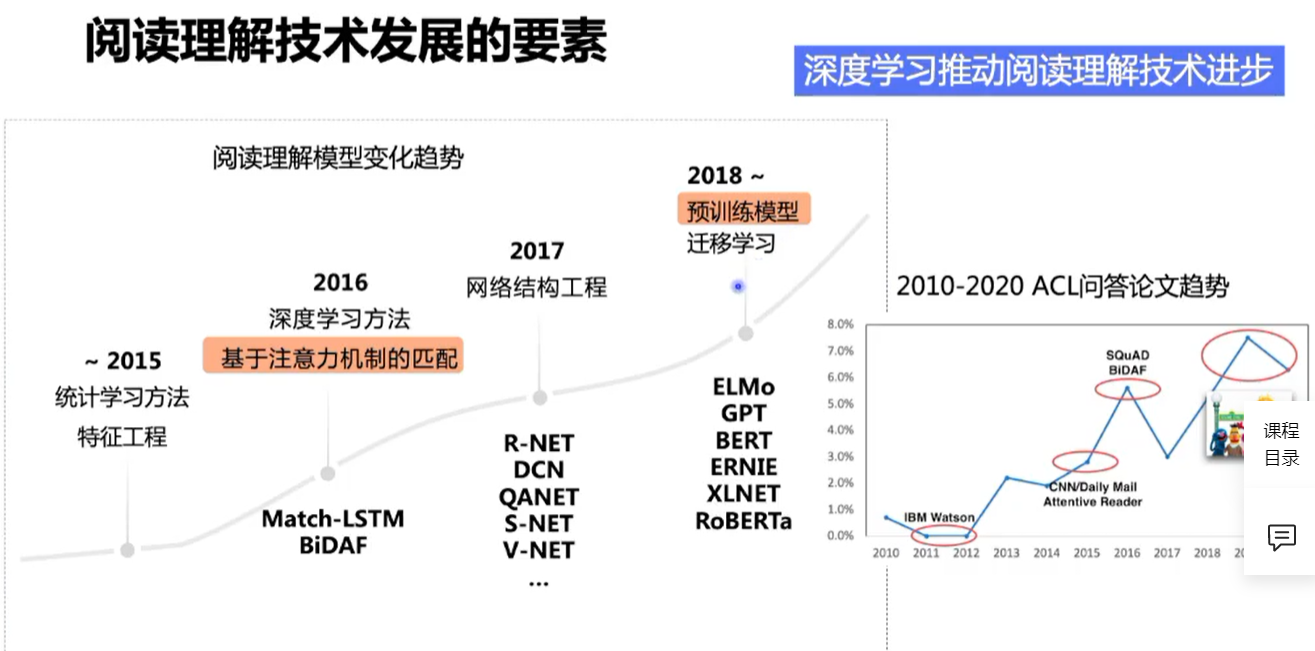 阅读理解技术发展的要素
深度学习推动阅读理解技术进步
阅读理解模型变化趋势
~ 2015
统计学习方法
特征工程
2016
深度学习方法
基于注意力机制的匹配
Match-LSTM
BiDAF
2017
网络结构工程
R-NET
DCN
QANET
S-NET
V-NET
...
2018 ~
预训练模型
迁移学习
ELMo
GPT
BERT
ERNIE
XLNET
RoBERTa
2010-2020 ACL问答论文趋势
8.0%
7.0%
6.0%
5.0%
4.0%
3.0%
2.0%
1.0%
0.0%
SQuAD
BiDAF
CNN/Daily Mail
Attentive Reader
IBM Watson
2010 2011 2012 2013 2014 2015 2016 2017 2018
课程
目录